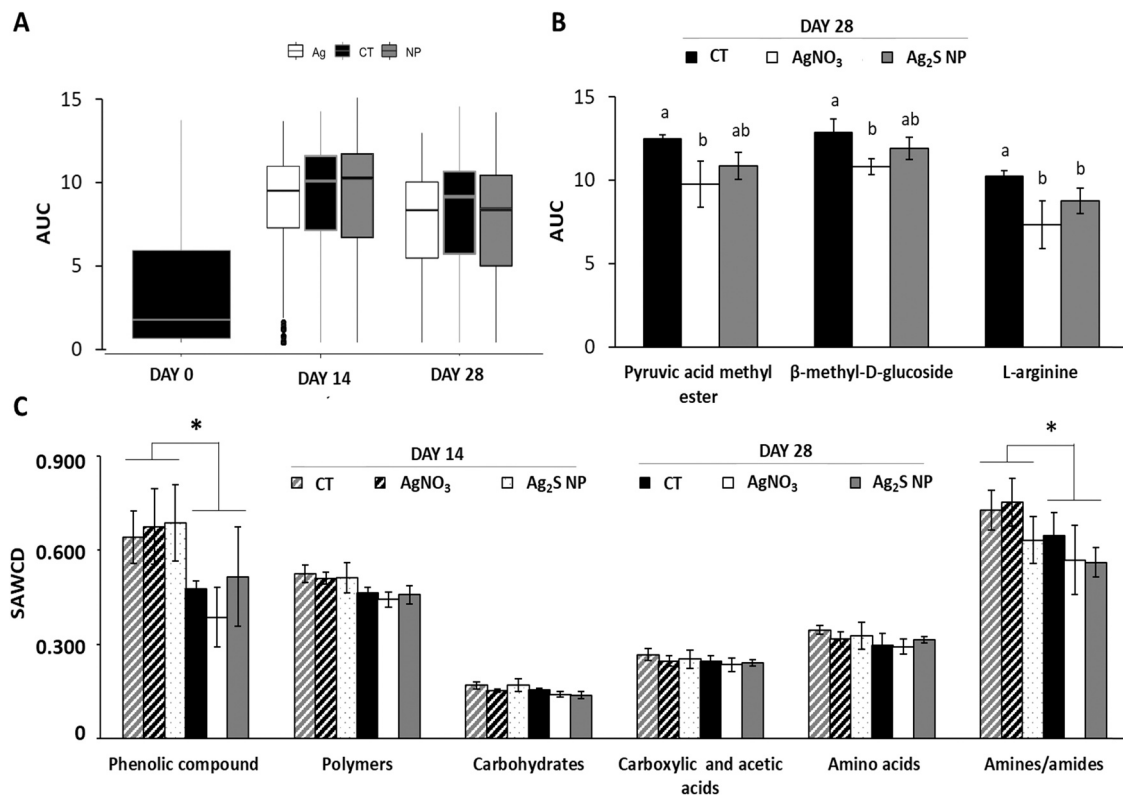 A
Ag CT NP
15
10
5
0
AUC
DAY 0 DAY 14 DAY 28
B
DAY 28
CT AgNO₃ Ag₂S NP
15
10
5
0
AUC
a b ab a b ab a b b
Pyruvic acid methyl ester
β-methyl-D-glucoside
L-arginine
C
* *
DAY 14
CT AgNO₃ Ag₂S NP
DAY 28
CT AgNO₃ Ag₂S NP
0.900
0.600
0.300
0
SAWCD
Phenolic compound
Polymers
Carbohydrates
Carboxylic and acetic
acids
Amino acids
Amines/amides